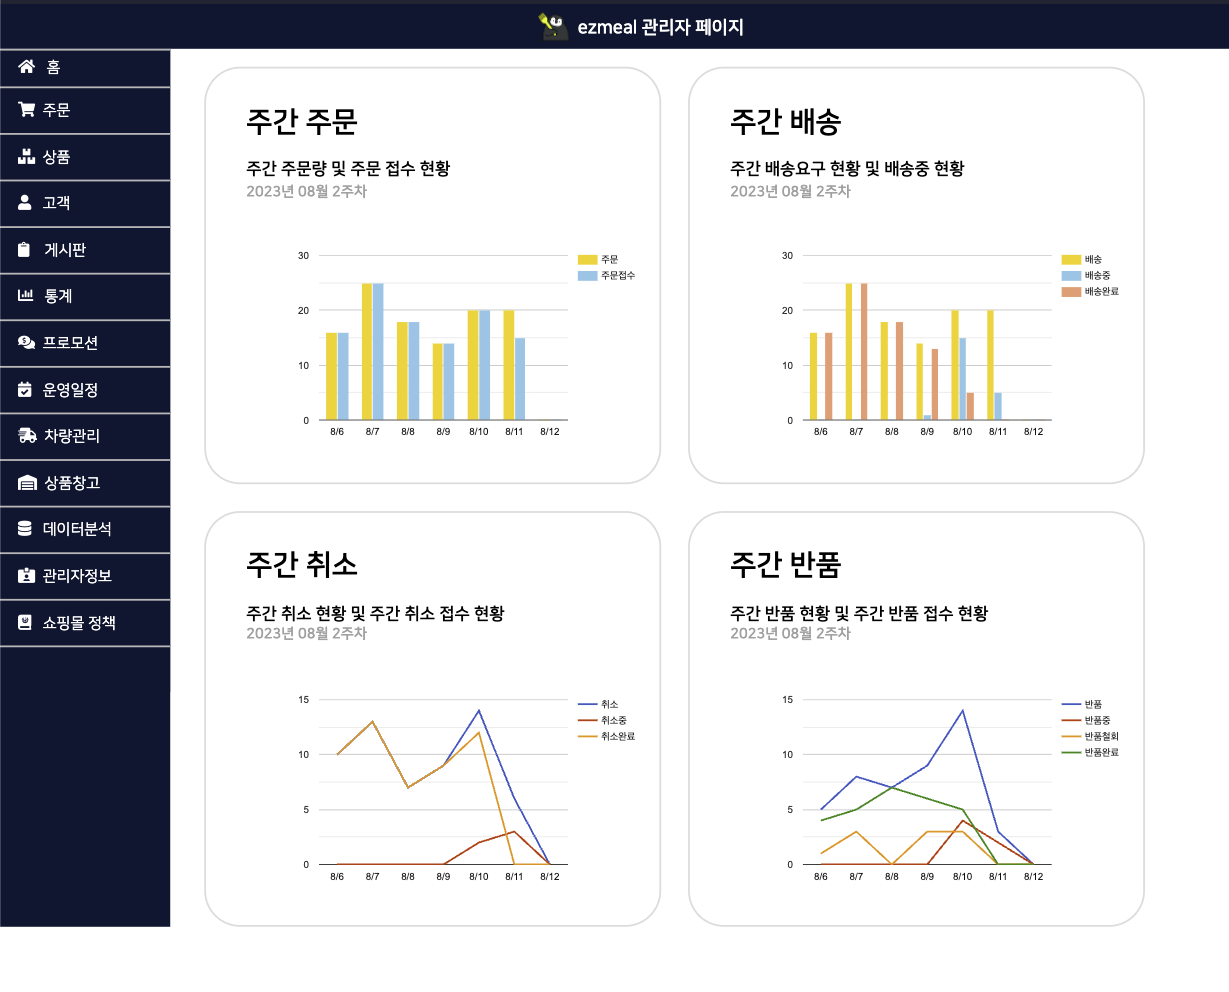 ezmeal 관리자 페이지
홈
주문
상품
고객
게시판
통계
프로모션
운영일정
차량관리
상품창고
데이터분석
관리자정보
쇼핑몰 정책
주간 주문
주간 주문량 및 주문 접수 현황
2023년 08월 2주차
30
20
10
0
8/6 8/7 8/8 8/9 8/10 8/11 8/12
주문
주문접수
주간 배송
주간 배송요구 현황 및 배송중 현황
2023년 08월 2주차
30
20
10
0
8/6 8/7 8/8 8/9 8/10 8/11 8/12
배송
배송중
배송완료
주간 취소
주간 취소 현황 및 주간 취소 접수 현황
2023년 08월 2주차
15
10
5
0
8/6 8/7 8/8 8/9 8/10 8/11 8/12
취소
취소중
취소완료
주간 반품
주간 반품 현황 및 주간 반품 접수 현황
2023년 08월 2주차
15
10
5
0
8/6 8/7 8/8 8/9 8/10 8/11 8/12
반품
반품중
반품철회
반품완료